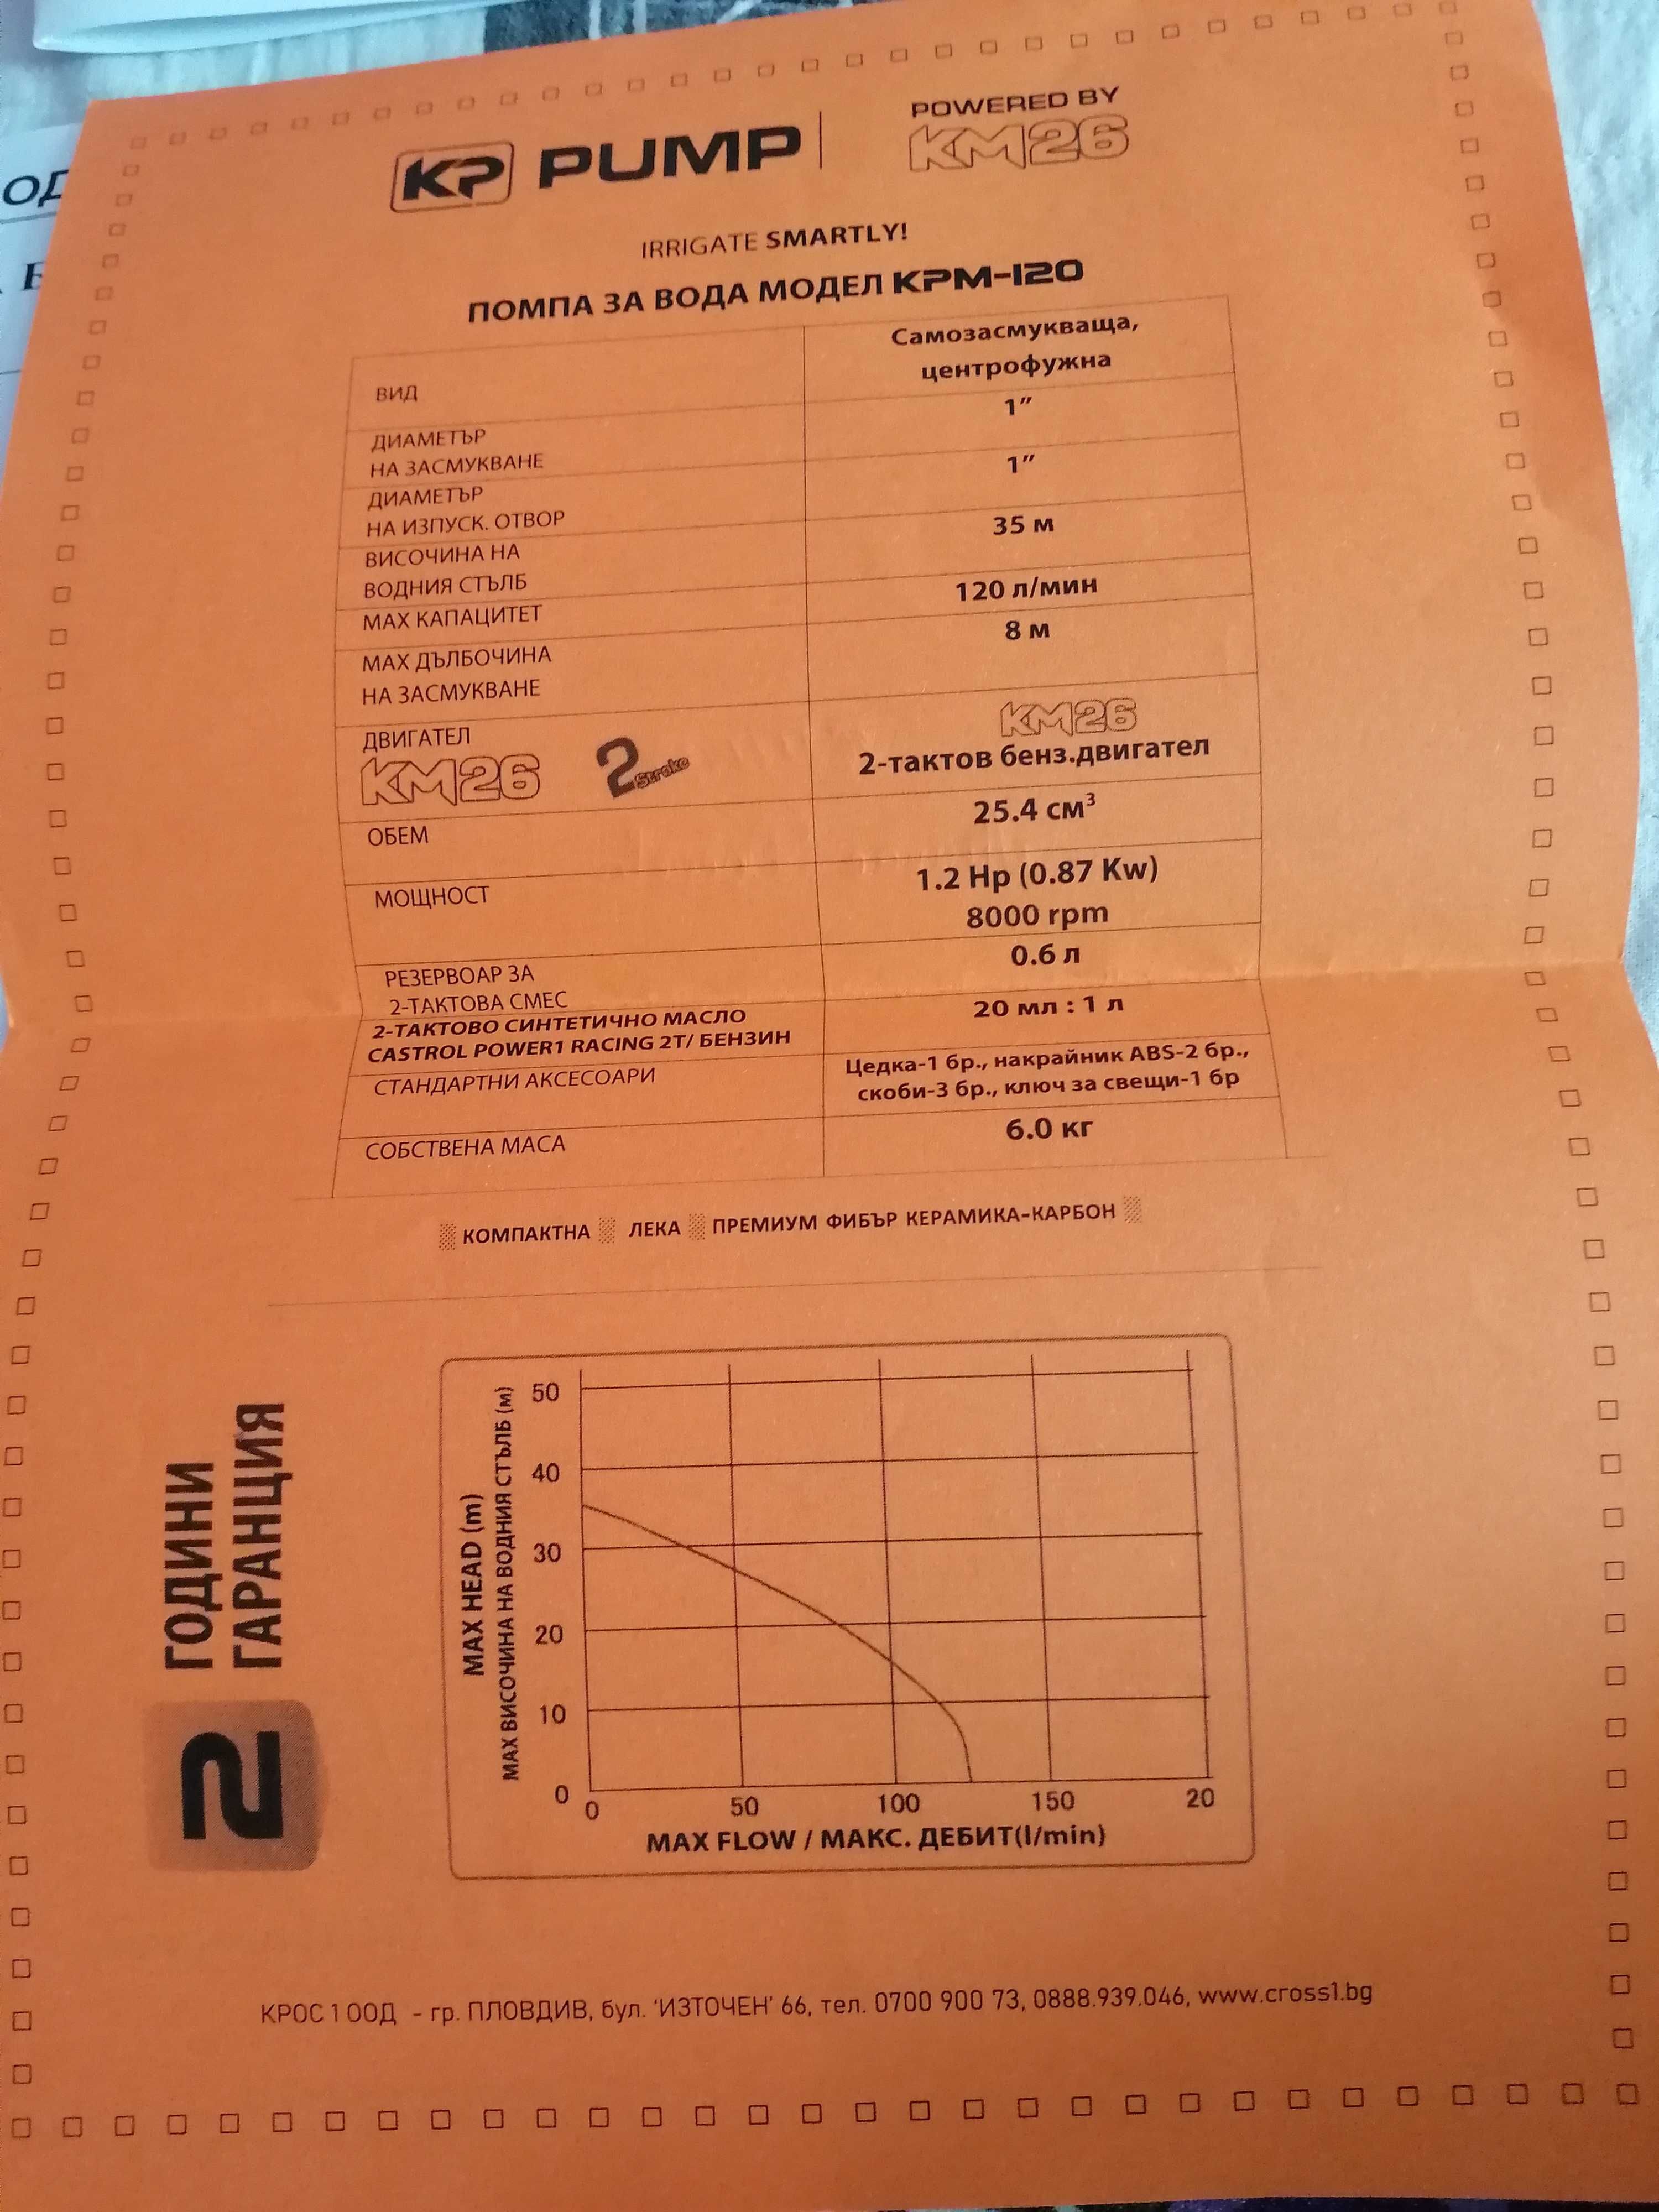 ОД
Е
KP PUMP
POWERED BY
KM26
IRRIGATE SMARTLY!
ПОМПА ЗА ВОДА МОДЕЛ KPM-120
ВИД
Самозасмукваща,
центрофужна
ДИАМЕТЪР
НА ЗАСМУКВАНЕ
1"
ДИАМЕТЪР
НА ИЗПУСК. ОТВОР
1"
ВИСОЧИНА НА
ВОДНИЯ СТЪЛБ
35 м
MAX КАПАЦИТЕТ
120 л/мин
MAX ДЪЛБОЧИНА
НА ЗАСМУКВАНЕ
8 м
ДВИГАТЕЛ
KM26 2 Stroke
KM26
2-тактов бенз.двигател
ОБЕМ
25.4 см³
МОЩНОСТ
1.2 Hp (0.87 Kw)
8000 rpm
РЕЗЕРВОАР ЗА
2-ТАКТОВА СМЕС
0.6 л
2-ТАКТОВО СИНТЕТИЧНО МАСЛО
CASTROL POWER1 RACING 2T/ БЕНЗИН
20 мл : 1 л
СТАНДАРТНИ АКСЕСОАРИ
Цедка-1 бр., накрайник ABS-2 бр.,
скоби-3 бр., ключ за свещи-1 бр
СОБСТВЕНА МАСА
6.0 кг
КОМПАКТНА ЛЕКА ПРЕМИУМ ФИБЪР КЕРАМИКА-КАРБОН
2 ГОДИНИ
ГАРАНЦИЯ
MAX HEAD (m)
MAX ВИСОЧИНА НА ВОДНИЯ СТЪЛБ (м)
50
40
30
20
10
0
0 50 100 150 20
MAX FLOW / МАКС. ДЕБИТ(l/min)
КРОС 1 ООД - гр. ПЛОВДИВ, бул. 'ИЗТОЧЕН' 66, тел. 0700 900 73, 0888.939.046, www.cross1.bg